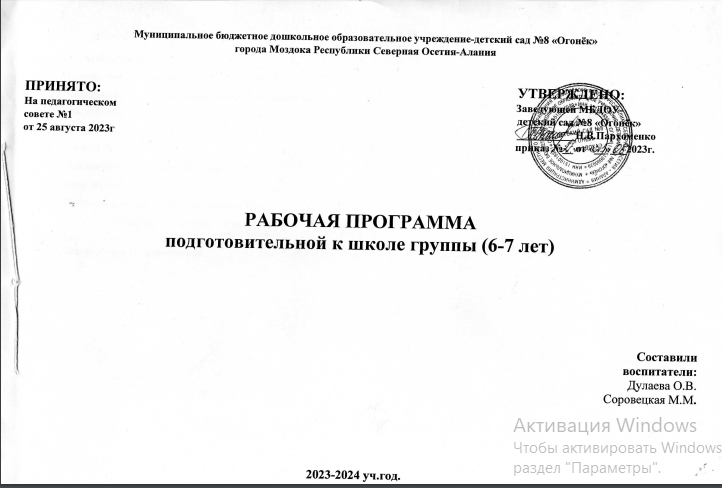 Муниципальное бюджетное дошкольное образовательное учреждение-детский сад №8 «Огонёк»
города Моздока Республики Северная Осетия-Алания
ПРИНЯТО:
На педагогическом
совете №1
от 25 августа 2023г
УТВЕРЖДЕНО:
Заведующей МБДОУ-
детский сад №8 «Огонёк»
Н.В.Пархоменко
приказ № от 2023г.
РАБОЧАЯ ПРОГРАММА
подготовительной к школе группы (6-7 лет)
Составили
воспитатели:
Дулаева О.В.
Соровецкая М.М.
2023-2024 уч.год.
Активация Windows
Чтобы активировать Windows
раздел "Параметры".